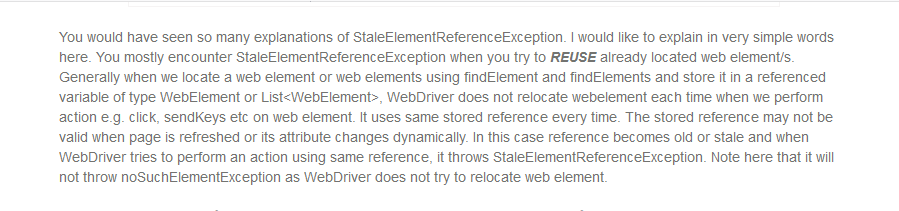 You would have seen so many explanations of StaleElementReferenceException. I would like to explain in very simple words
here. You mostly encounter StaleElementReferenceException when you try to REUSE already located web element/s.
Generally when we locate a web element or web elements using findElement and findElements and store it in a referenced
variable of type WebElement or List<WebElement>, WebDriver does not relocate webelement each time when we perform
action e.g. click, sendKeys etc on web element. It uses same stored reference every time. The stored reference may not be
valid when page is refreshed or its attribute changes dynamically. In this case reference becomes old or stale and when
WebDriver tries to perform an action using same reference, it throws StaleElementReferenceException. Note here that it will
not throw noSuchElementException as WebDriver does not try to relocate web element.